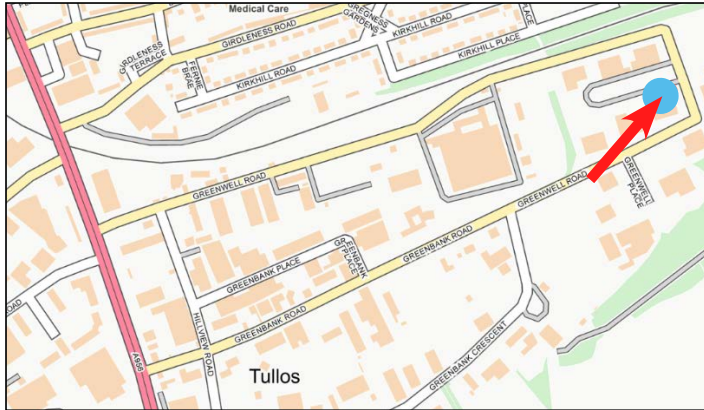 Medical Care
GREGNESS
GARDENS
GIRDLENESS ROAD
KIRKHILL ROAD
KIRKHILL PLACE
GIRDLENESS
TERRACE
FERNIE
BRAE
KIRKHILL ROAD
GREENWELL ROAD
GREENWELL ROAD
GREENWELL
PLACE
GREENBANK
PLACE
GREENBANK ROAD
GREENBANK PLACE
HILLVIEW ROAD
GREENBANK ROAD
GREENBANK CRESCENT
ROAD
A956
Tullos